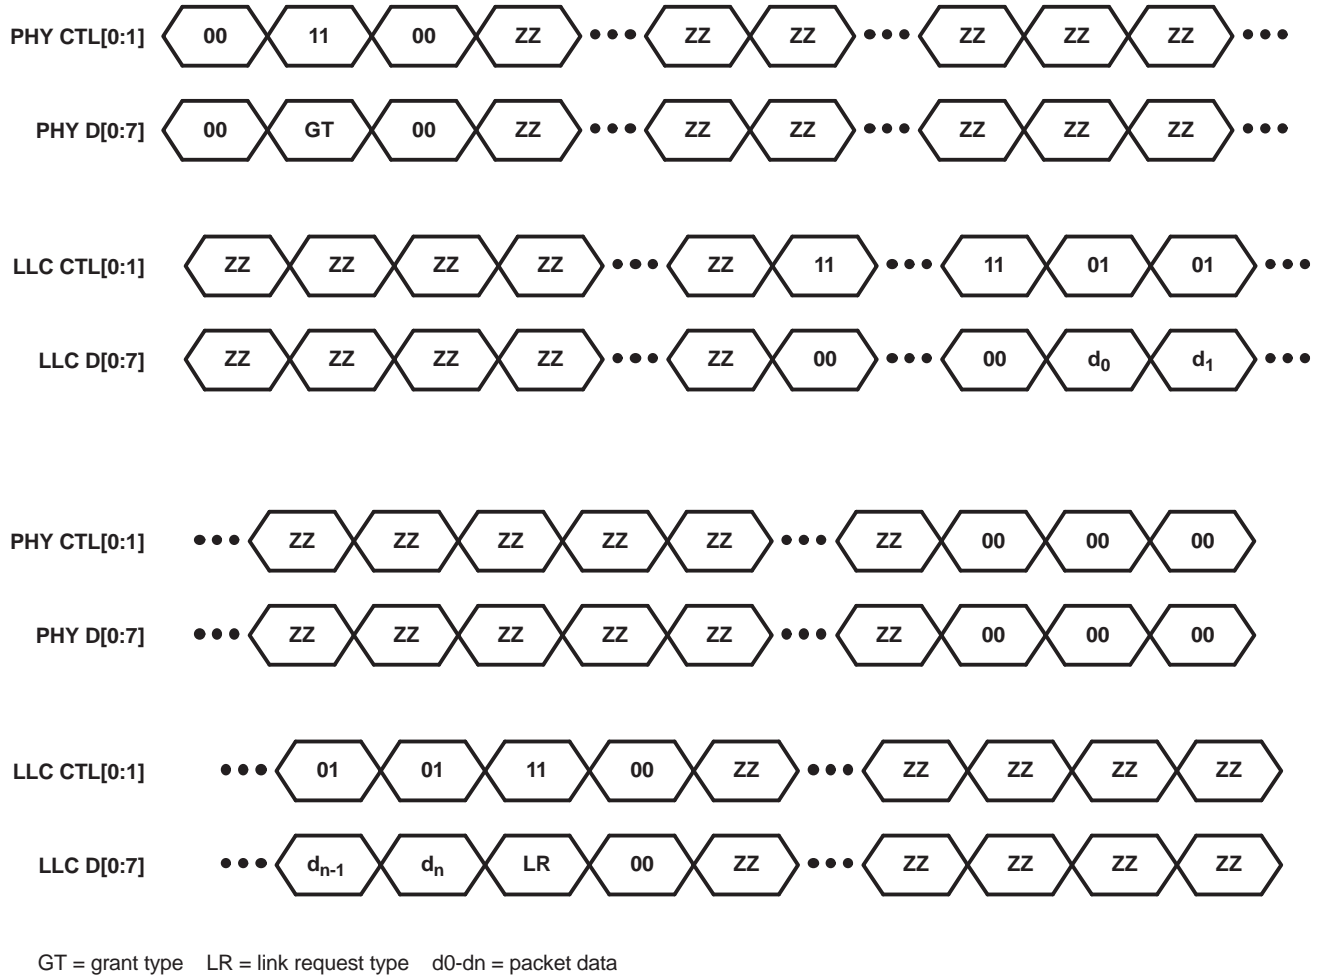 PHY CTL[0:1] 00 11 00 ZZ ••• ZZ ZZ ••• ZZ ZZ ZZ •••
PHY D[0:7] 00 GT 00 ZZ ••• ZZ ZZ ••• ZZ ZZ ZZ •••
LLC CTL[0:1] ZZ ZZ ZZ ZZ ••• ZZ 11 ••• 11 01 01 •••
LLC D[0:7] ZZ ZZ ZZ ZZ ••• ZZ 00 ••• 00 d0 d1 •••
PHY CTL[0:1] ••• ZZ ZZ ZZ ZZ ZZ ••• ZZ 00 00 00
PHY D[0:7] ••• ZZ ZZ ZZ ZZ ZZ ••• ZZ 00 00 00
LLC CTL[0:1] ••• 01 01 11 00 ZZ ••• ZZ ZZ ZZ ZZ
LLC D[0:7] ••• dn-1 dn LR 00 ZZ ••• ZZ ZZ ZZ ZZ
GT = grant type LR = link request type d0-dn = packet data